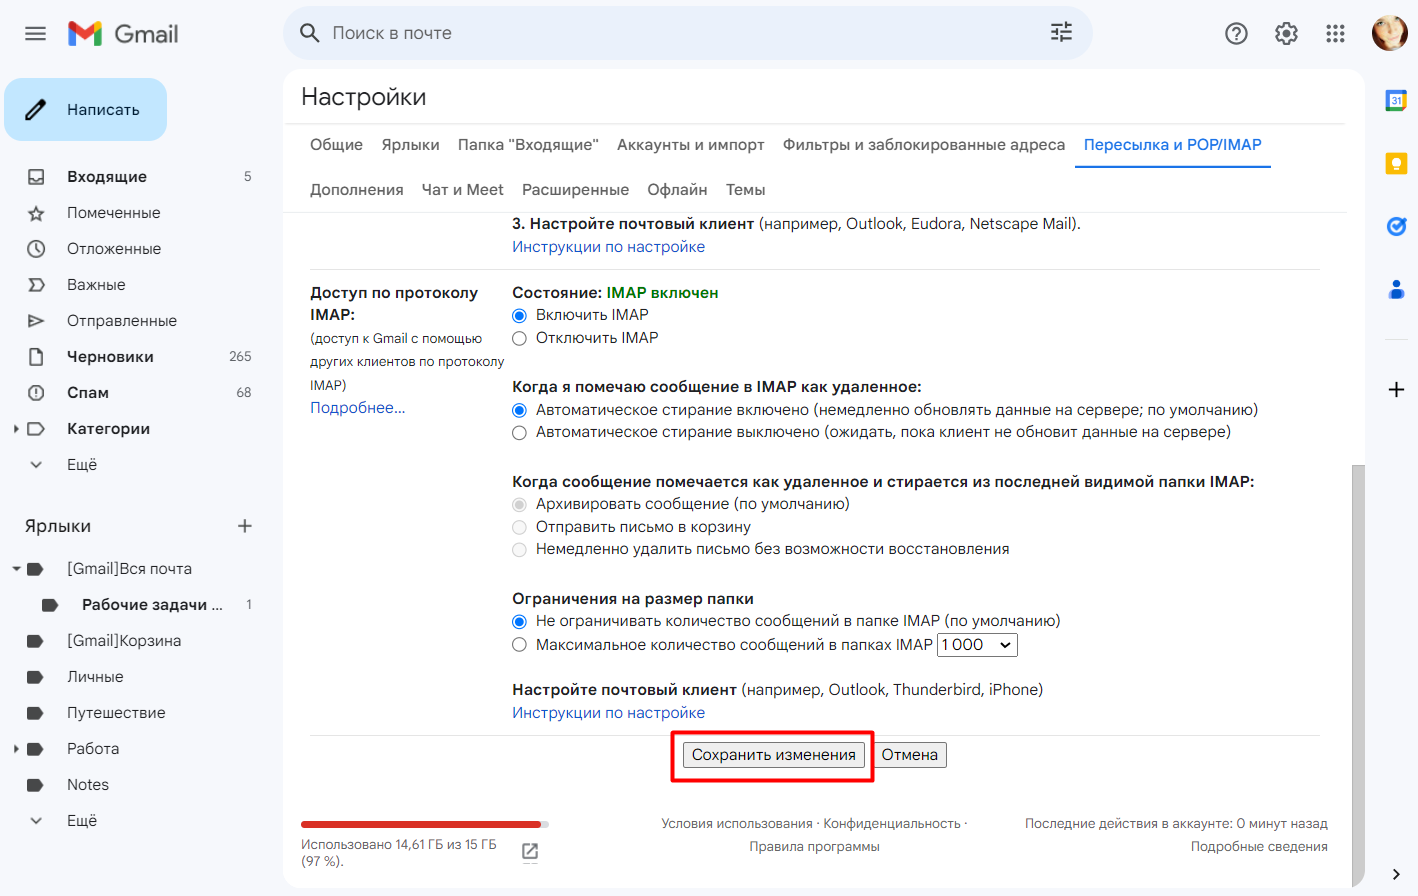 Gmail
Поиск в почте
Написать
Входящие 5
Помеченные
Отложенные
Важные
Отправленные
Черновики 265
Спам 68
Категории
Ещё
Ярлыки
[Gmail]Вся почта
Рабочие задачи ... 1
[Gmail]Корзина
Личные
Путешествие
Работа
Notes
Ещё
Настройки
Общие Ярлыки Папка "Входящие" Аккаунты и импорт Фильтры и заблокированные адреса Пересылка и POP/IMAP
Дополнения Чат и Meet Расширенные Офлайн Темы
3. Настройте почтовый клиент (например, Outlook, Eudora, Netscape Mail).
Инструкции по настройке
Доступ по протоколу
IMAP:
(доступ к Gmail с помощью
других клиентов по протоколу
IMAP)
Подробнее...
Состояние: IMAP включен
Включить IMAP
Отключить IMAP
Когда я помечаю сообщение в IMAP как удаленное:
Автоматическое стирание включено (немедленно обновлять данные на сервере; по умолчанию)
Автоматическое стирание выключено (ожидать, пока клиент не обновит данные на сервере)
Когда сообщение помечается как удаленное и стирается из последней видимой папки IMAP:
Архивировать сообщение (по умолчанию)
Отправить письмо в корзину
Немедленно удалить письмо без возможности восстановления
Ограничения на размер папки
Не ограничивать количество сообщений в папке IMAP (по умолчанию)
Максимальное количество сообщений в папках IMAP 1 000
Настройте почтовый клиент (например, Outlook, Thunderbird, iPhone)
Инструкции по настройке
Сохранить изменения Отмена
Использовано 14,61 ГБ из 15 ГБ
(97 %).
Условия использования · Конфиденциальность ·
Правила программы
Последние действия в аккаунте: 0 минут назад
Подробные сведения
31